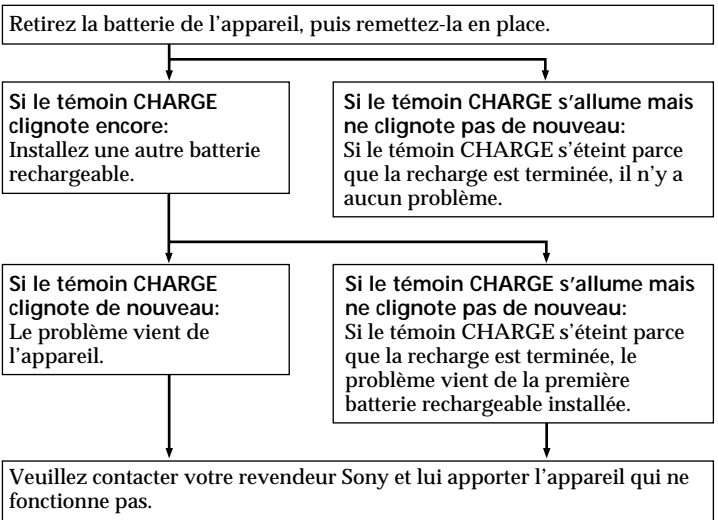 Retirez la batterie de l'appareil, puis remettez-la en place.
Si le témoin CHARGE
clignote encore:
Installez une autre batterie
rechargeable.
Si le témoin CHARGE s'allume mais
ne clignote pas de nouveau:
Si le témoin CHARGE s'éteint parce
que la recharge est terminée, il n'y a
aucun problème.
Si le témoin CHARGE
clignote de nouveau:
Le problème vient de
l'appareil.
Si le témoin CHARGE s'allume mais
ne clignote pas de nouveau:
Si le témoin CHARGE s'éteint parce
que la recharge est terminée, le
problème vient de la première
batterie rechargeable installée.
Veuillez contacter votre revendeur Sony et lui apporter l'appareil qui ne
fonctionne pas.